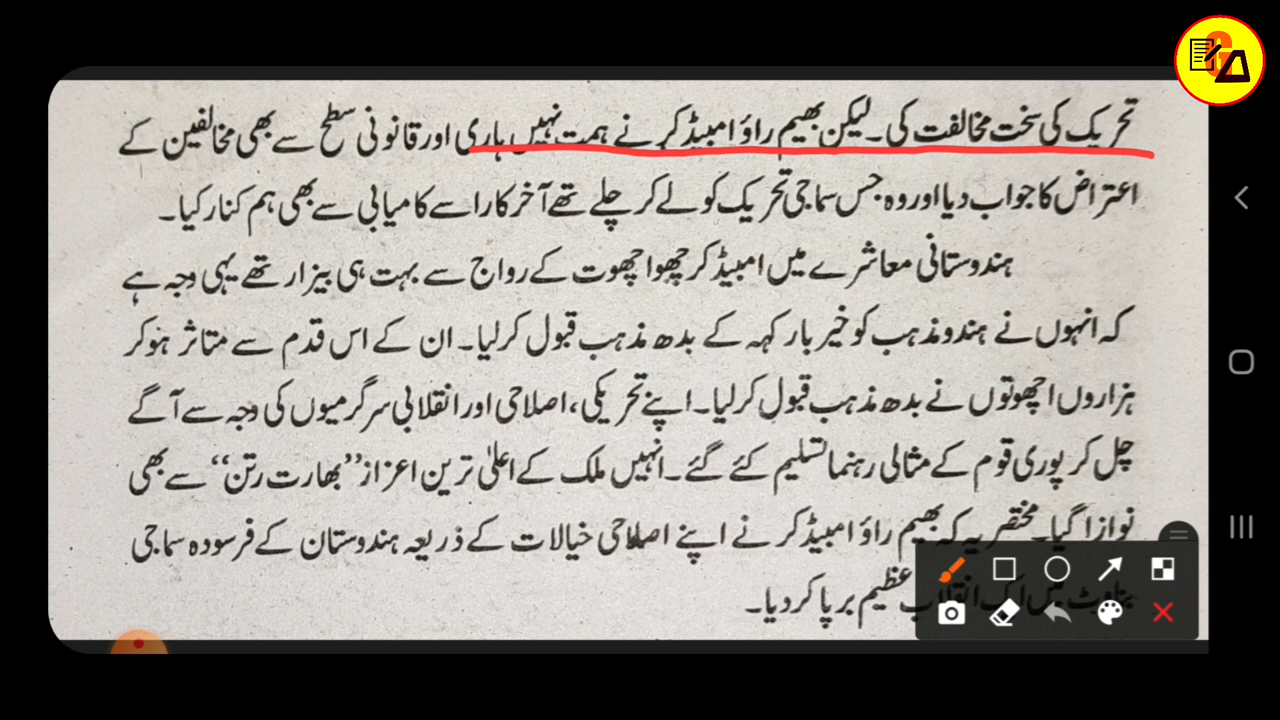 تحریک کی سخت مخالفت کی۔ لیکن بھیم راؤ امبیڈکر نے ہمت نہیں ہاری اور قانونی سطح سے بھی مخالفین کے
اعتراض کا جواب دیا اور وہ جس سماجی تحریک کو لے کر چلے تھے آخر کار اسے کامیابی سے بھی ہم کنار کیا۔
ہندوستانی معاشرے میں امبیڈکر چھوا چھوت کے رواج سے بہت ہی بیزار تھے یہی وجہ ہے
کہ انہوں نے ہندو مذہب کو خیر بار کہہ کے بدھ مذہب قبول کرلیا۔ ان کے اس قدم سے متاثر ہوکر
ہزاروں اچھوتوں نے بدھ مذہب قبول کرلیا۔ اپنے تحریکی، اصلاحی اور انقلابی سرگرمیوں کی وجہ سے آگے
چل کر پوری قوم کے مثالی رہنما تسلیم کئے گئے۔ انہیں ملک کے اعلیٰ ترین اعزاز ”بھارت رتن“ سے بھی
نوازا گیا۔ مختصر یہ کہ بھیم راؤ امبیڈکر نے اپنے اصلاحی خیالات کے ذریعہ ہندوستان کے فرسودہ سماجی
بناوٹ میں اک انقلاب عظیم برپا کردیا۔